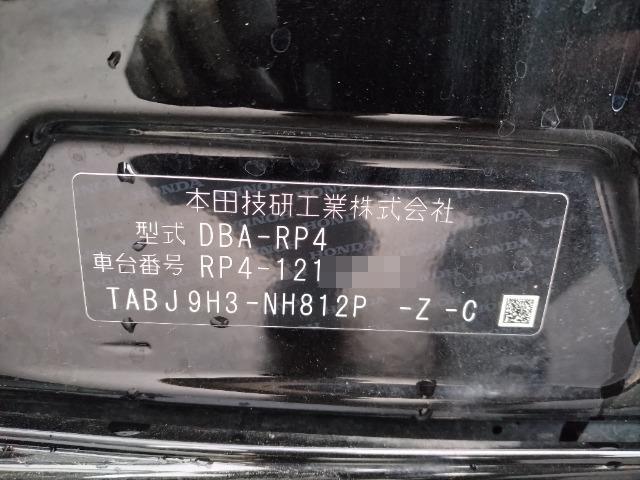 本田技研工業株式会社
型式 DBA-RP4
車台番号 RP4-121
TABJ9H3-NH812P -Z -C